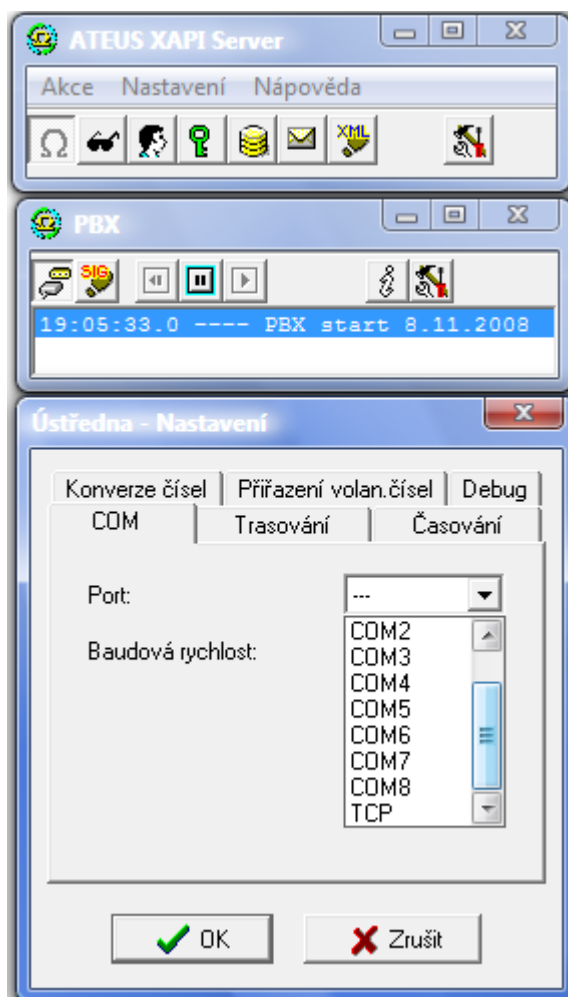 ATEUS XAPI Server
Akce Nastavení Nápověda
Ω XML
PBX
SIG
19:05:33.0 ---- PBX start 8.11.2008
Ústředna - Nastavení
Konverze čísel Přiřazení volan.čísel Debug
COM Trasování Časování
Port: ---
COM2
Baudová rychlost: COM3
COM4
COM5
COM6
COM7
COM8
TCP
OK Zrušit